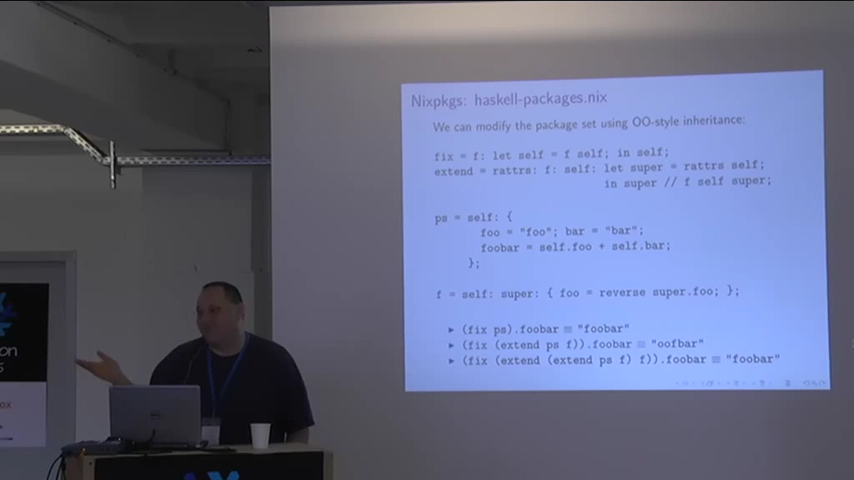 Nixpkgs: haskell-packages.nix
We can modify the package set using OO-style inheritance:
fix = f: let self = f self; in self;
extend = rattrs: f: self: let super = rattrs self;
in super // f self super;
ps = self: {
foo = "foo"; bar = "bar";
foobar = self.foo + self.bar;
};
f = self: super: { foo = reverse super.foo; };
▸ (fix ps).foobar ≡ "foobar"
▸ (fix (extend ps f)).foobar ≡ "oofbar"
▸ (fix (extend (extend ps f) f)).foobar ≡ "foobar"